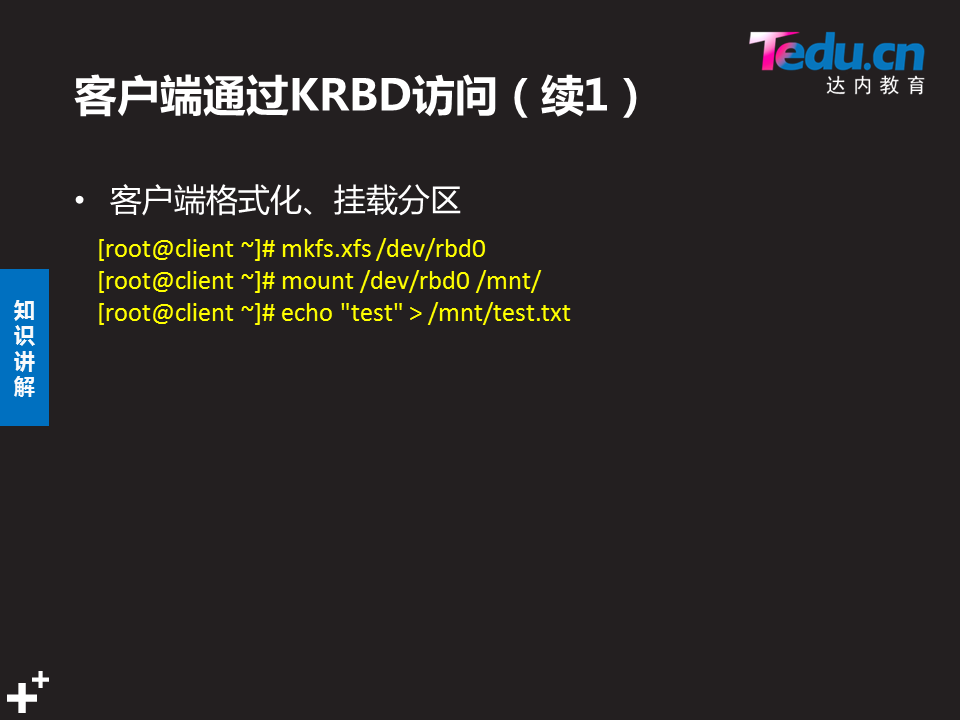 Tedu.cn
达内教育
客户端通过KRBD访问（续1）
• 客户端格式化、挂载分区
[root@client ~]# mkfs.xfs /dev/rbd0
[root@client ~]# mount /dev/rbd0 /mnt/
[root@client ~]# echo "test" > /mnt/test.txt
知
识
讲
解